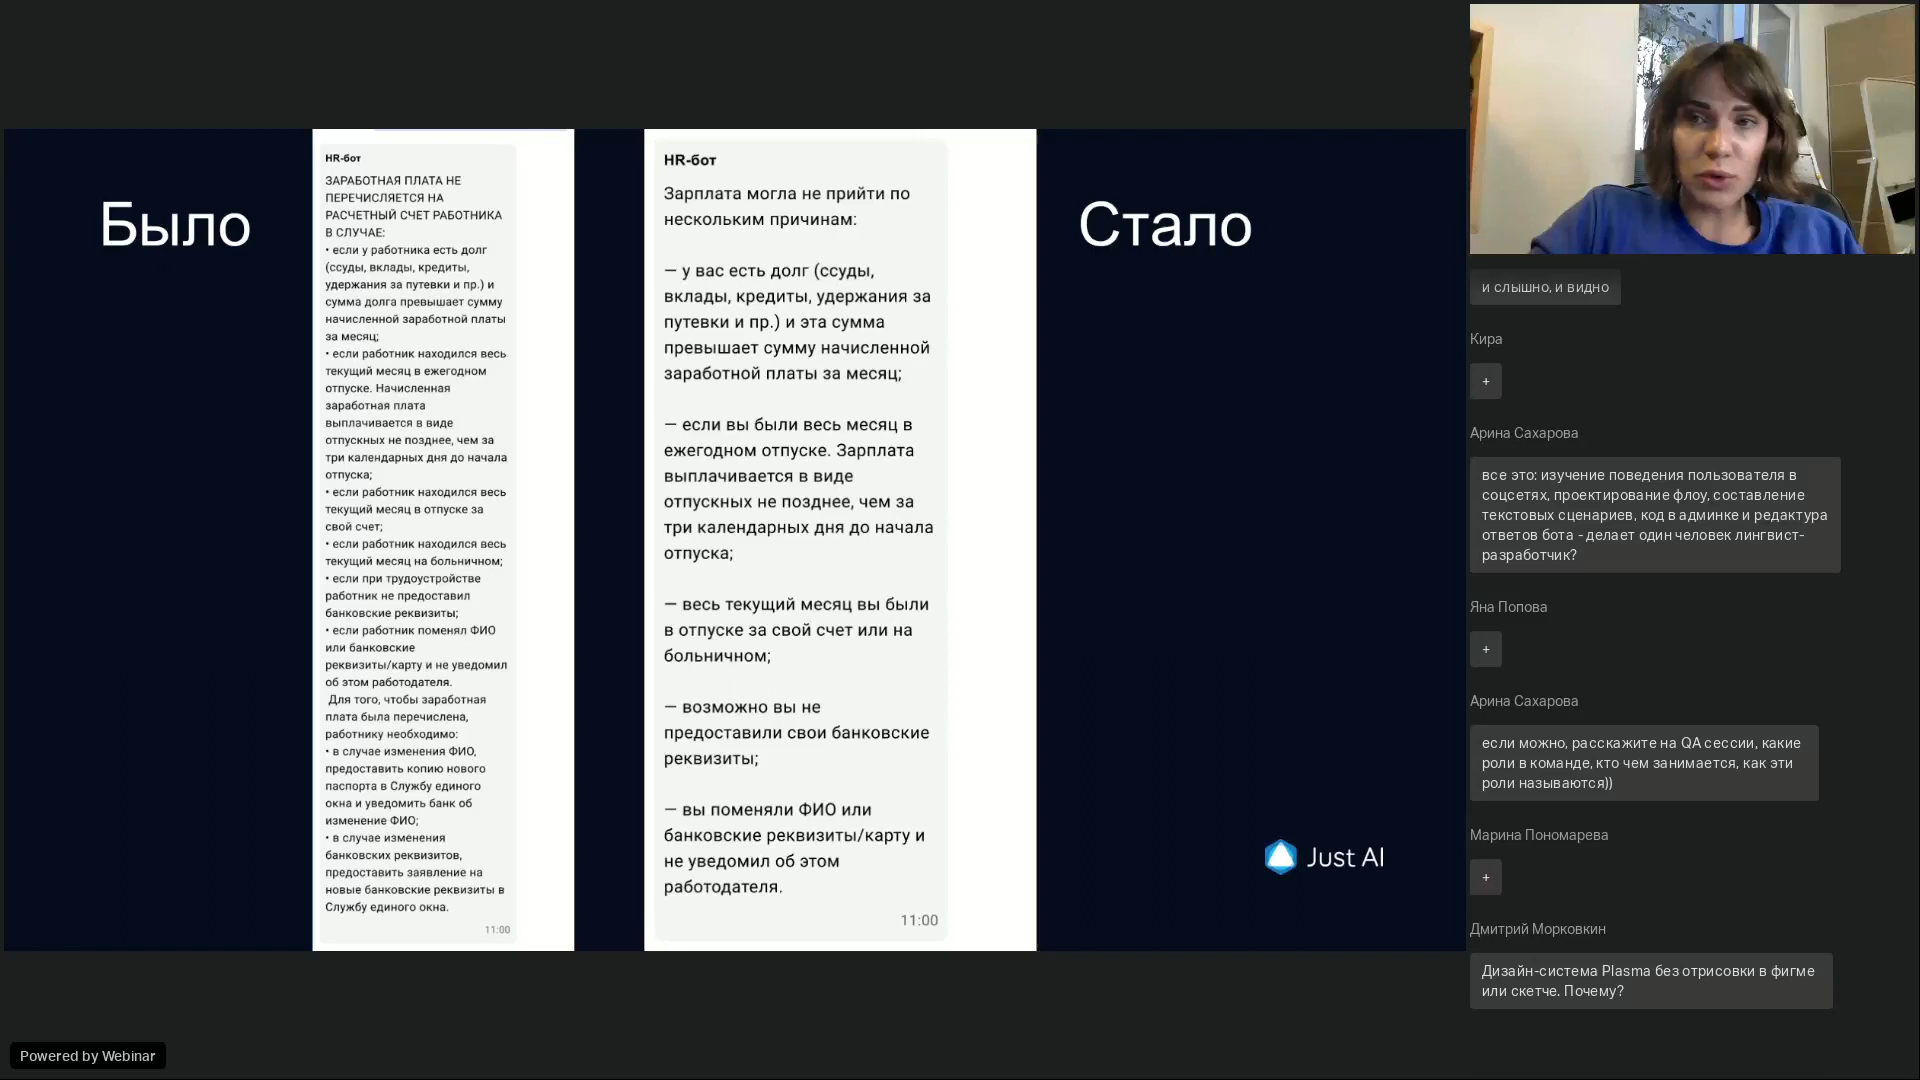 Было
HR-бот
ЗАРАБОТНАЯ ПЛАТА НЕ
ПЕРЕЧИСЛЯЕТСЯ НА
РАСЧЕТНЫЙ СЧЕТ РАБОТНИКА
В СЛУЧАЕ:
• если у работника есть долг
(ссуды, вклады, кредиты,
удержания за путевки и пр.) и
сумма долга превышает сумму
начисленной заработной платы
за месяц;
• если работник находился весь
текущий месяц в ежегодном
отпуске. Начисленная
заработная плата
выплачивается в виде
отпускных не позднее, чем за
три календарных дня до начала
отпуска;
• если работник находился весь
текущий месяц в отпуске за
свой счет;
• если работник находился весь
текущий месяц на больничном;
• если при трудоустройстве
работник не предоставил
банковские реквизиты;
• если работник поменял ФИО
или банковские
реквизиты/карту и не уведомил
об этом работодателя.
Для того, чтобы заработная
плата была перечислена,
работнику необходимо:
• в случае изменения ФИО,
предоставить копию нового
паспорта в Службу единого
окна и уведомить банк об
изменение ФИО;
• в случае изменения
банковских реквизитов,
предоставить заявление на
новые банковские реквизиты в
Службу единого окна.
11:00
HR-бот
Зарплата могла не прийти по
нескольким причинам:
— у вас есть долг (ссуды,
вклады, кредиты, удержания за
путевки и пр.) и эта сумма
превышает сумму начисленной
заработной платы за месяц;
— если вы были весь месяц в
ежегодном отпуске. Зарплата
выплачивается в виде
отпускных не позднее, чем за
три календарных дня до начала
отпуска;
— весь текущий месяц вы были
в отпуске за свой счет или на
больничном;
— возможно вы не
предоставили свои банковские
реквизиты;
— вы поменяли ФИО или
банковские реквизиты/карту и
не уведомил об этом
работодателя.
11:00
Стало
Just AI
и слышно, и видно
Кира
+
Арина Сахарова
все это: изучение поведения пользователя в
соцсетях, проектирование флоу, составление
текстовых сценариев, код в админке и редактура
ответов бота - делает один человек лингвист-
разработчик?
Яна Попова
+
Арина Сахарова
если можно, расскажите на QA сессии, какие
роли в команде, кто чем занимается, как эти
роли называются))
Марина Пономарева
+
Дмитрий Морковкин
Дизайн-система Plasma без отрисовки в фигме
или скетче. Почему?
Powered by Webinar